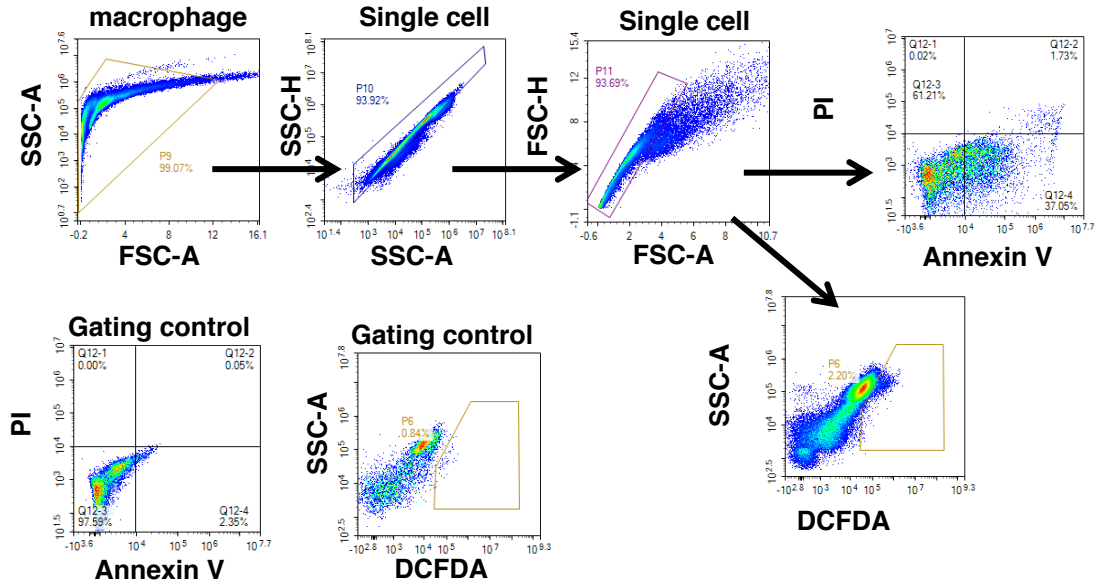 macrophage
SSC-A
10^0.7 10^2 10^3 10^4 10^5 10^6 10^7.6
P9
99.07%
-0.2 4 8 12 16.1
FSC-A
Single cell
SSC-H
10^2.4 10^4 10^6 10^8.1
P10
93.92%
10^1.4 10^3 10^4 10^5 10^6 10^7 10^8.1
SSC-A
Single cell
FSC-H
-1.1 4 8 12 15.4
P11
93.69%
-0.6 2 4 6 8 10.7
FSC-A
PI
10^1.5 10^3 10^4 10^5 10^6 10^7
Q12-1
0.02%
Q12-2
1.73%
Q12-3
61.21%
Q12-4
37.05%
-10^3.6 10^4 10^5 10^6 10^7.7
Annexin V
Gating control
PI
10^1.5 10^3 10^4 10^5 10^6 10^7
Q12-1
0.00%
Q12-2
0.05%
Q12-3
97.59%
Q12-4
2.35%
-10^3.6 10^4 10^5 10^6 10^7.7
Annexin V
Gating control
SSC-A
10^2.5 10^4 10^5 10^6 10^7.8
P6
0.84%
-10^2.8 10^3 10^4 10^5 10^7 10^9.3
DCFDA
SSC-A
10^2.5 10^4 10^5 10^6 10^7.8
P6
2.20%
-10^2.8 10^3 10^4 10^5 10^7 10^9.3
DCFDA